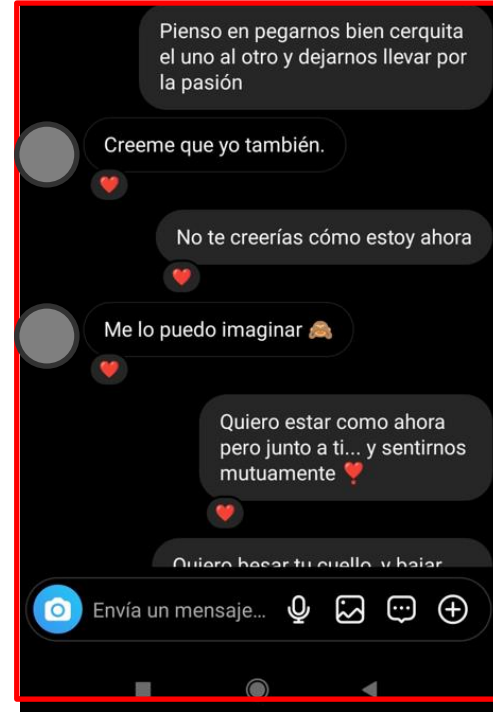 Pienso en pegarnos bien cerquita
el uno al otro y dejarnos llevar por
la pasión
Creeme que yo también.
No te creerías cómo estoy ahora
Me lo puedo imaginar 🙈
Quiero estar como ahora
pero junto a ti... y sentirnos
mutuamente ❣️
Quiero besar tu cuello, y bajar
Envía un mensaje...